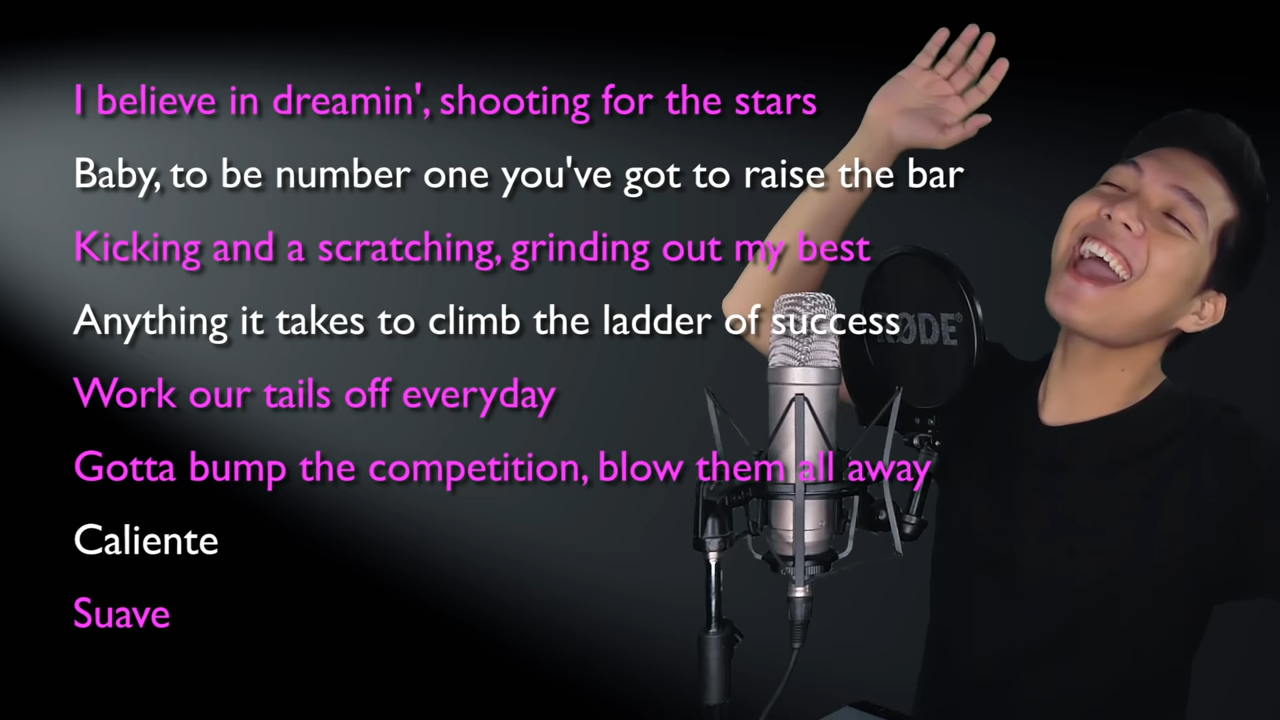 I believe in dreamin', shooting for the stars
Baby, to be number one you've got to raise the bar
Kicking and a scratching, grinding out my best
Anything it takes to climb the ladder of success
Work our tails off everyday
Gotta bump the competition, blow them all away
Caliente
Suave
RØDE®